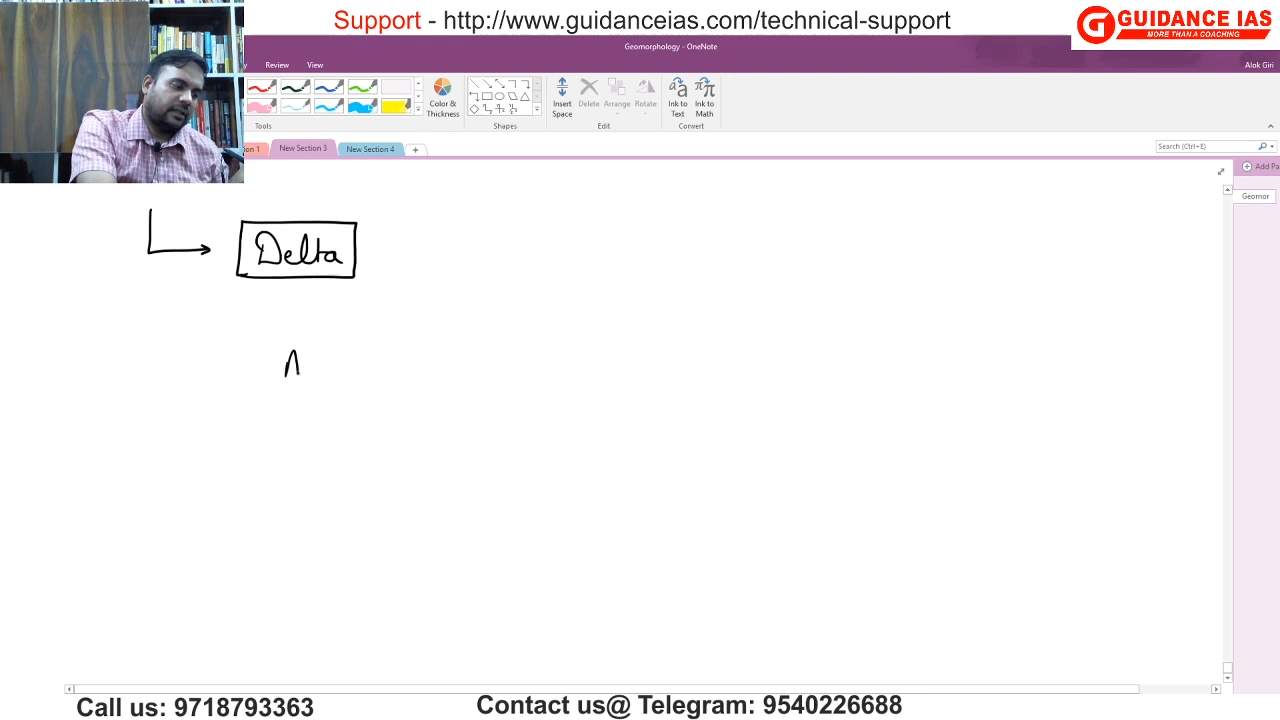 Support - http://www.guidanceias.com/technical-support
GUIDANCE IAS
MORE THAN A COACHING
Geomorphology - OneNote
Review View
Alok Giri
Color & Thickness
Insert Space
Delete Arrange Rotate
Ink to Text
Ink to Math
Tools Shapes Edit Convert
New Section 3 New Section 4
Search (Ctrl+E)
Add Pa
Geomor
Delta
Call us: 9718793363
Contact us@ Telegram: 9540226688